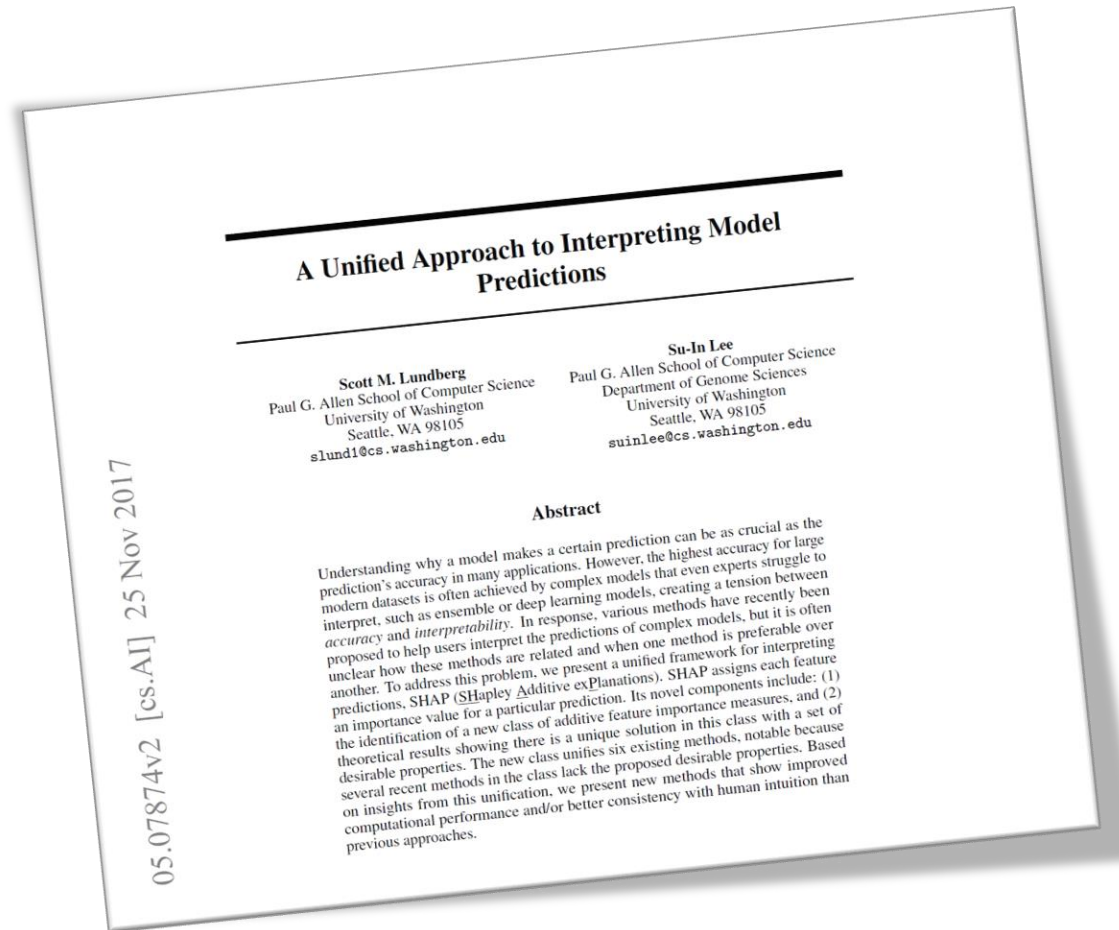 A Unified Approach to Interpreting Model
Predictions
Scott M. Lundberg
Paul G. Allen School of Computer Science
University of Washington
Seattle, WA 98105
slund1@cs.washington.edu
Su-In Lee
Paul G. Allen School of Computer Science
Department of Genome Sciences
University of Washington
Seattle, WA 98105
suinlee@cs.washington.edu
Abstract
Understanding why a model makes a certain prediction can be as crucial as the
prediction's accuracy in many applications. However, the highest accuracy for large
modern datasets is often achieved by complex models that even experts struggle to
interpret, such as ensemble or deep learning models, creating a tension between
accuracy and interpretability. In response, various methods have recently been
proposed to help users interpret the predictions of complex models, but it is often
unclear how these methods are related and when one method is preferable over
another. To address this problem, we present a unified framework for interpreting
predictions, SHAP (SHapley Additive exPlanations). SHAP assigns each feature
an importance value for a particular prediction. Its novel components include: (1)
the identification of a new class of additive feature importance measures, and (2)
theoretical results showing there is a unique solution in this class with a set of
desirable properties. The new class unifies six existing methods, notable because
several recent methods in the class lack the proposed desirable properties. Based
on insights from this unification, we present new methods that show improved
computational performance and/or better consistency with human intuition than
previous approaches.
05.07874v2 [cs.AI] 25 Nov 2017